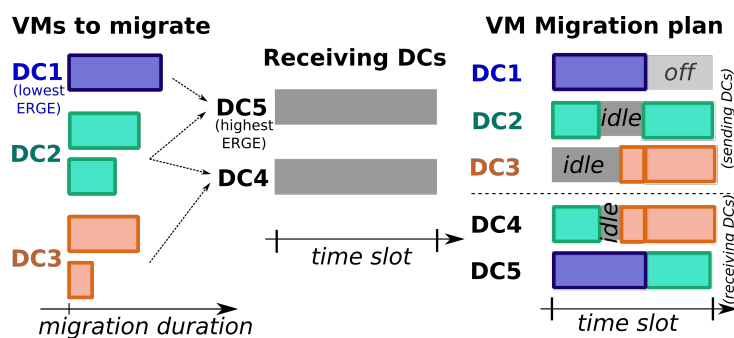 VMs to migrate
DC1
(lowest
ERGE)
DC2
DC3
migration duration
Receiving DCs
DC5
(highest
ERGE)
DC4
time slot
VM Migration plan
DC1
off
DC2
idle
DC3
idle
(sending DCs)
DC4
idle
DC5
(receiving DCs)
time slot